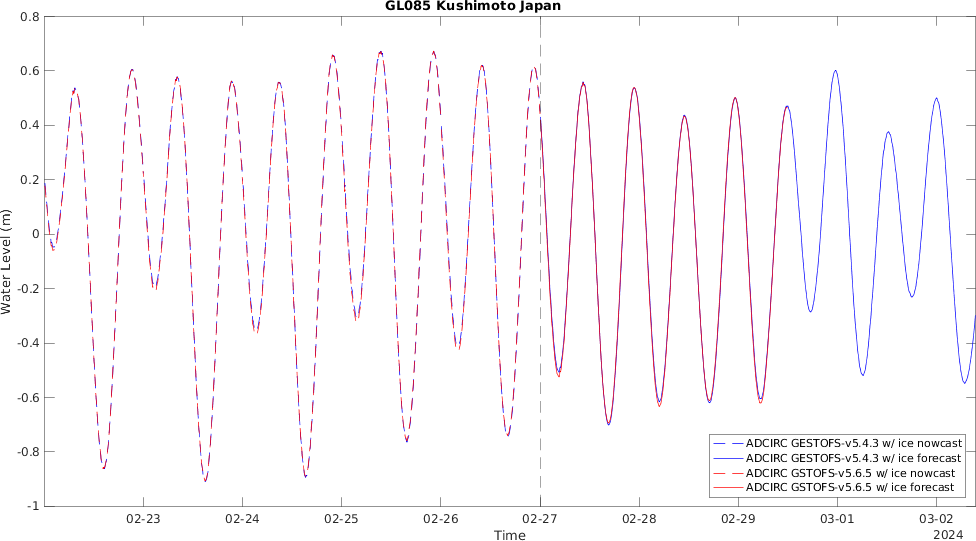 GL085 Kushimoto Japan
0.8
0.6
0.4
0.2
0
-0.2
-0.4
-0.6
-0.8
-1
Water Level (m)
ADCIRC GESTOFS-v5.4.3 w/ ice nowcast
ADCIRC GESTOFS-v5.4.3 w/ ice forecast
ADCIRC GSTOFS-v5.6.5 w/ ice nowcast
ADCIRC GSTOFS-v5.6.5 w/ ice forecast
02-23 02-24 02-25 02-26 02-27 02-28 02-29 03-01 03-02
Time
2024